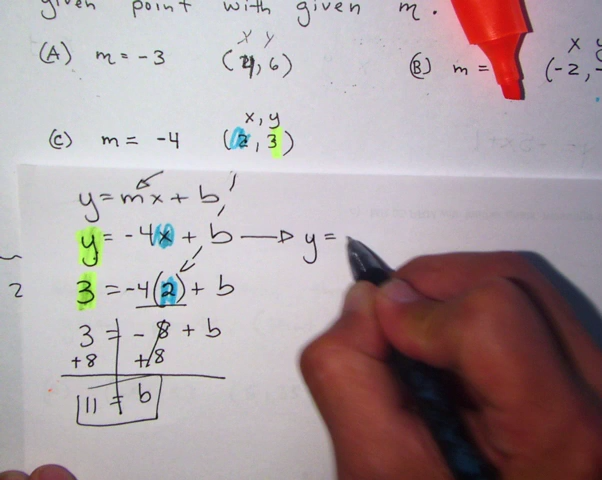 given point with given m.
x y
(A) m = -3 ( , 6)
(B) m = (-2, -
x y
x, y
(C) m = -4 (2, 3)
y = mx + b,
y = -4x + b → y =
2
3 = -4(2) + b
3 = -8 + b
+8 +8
11 = b